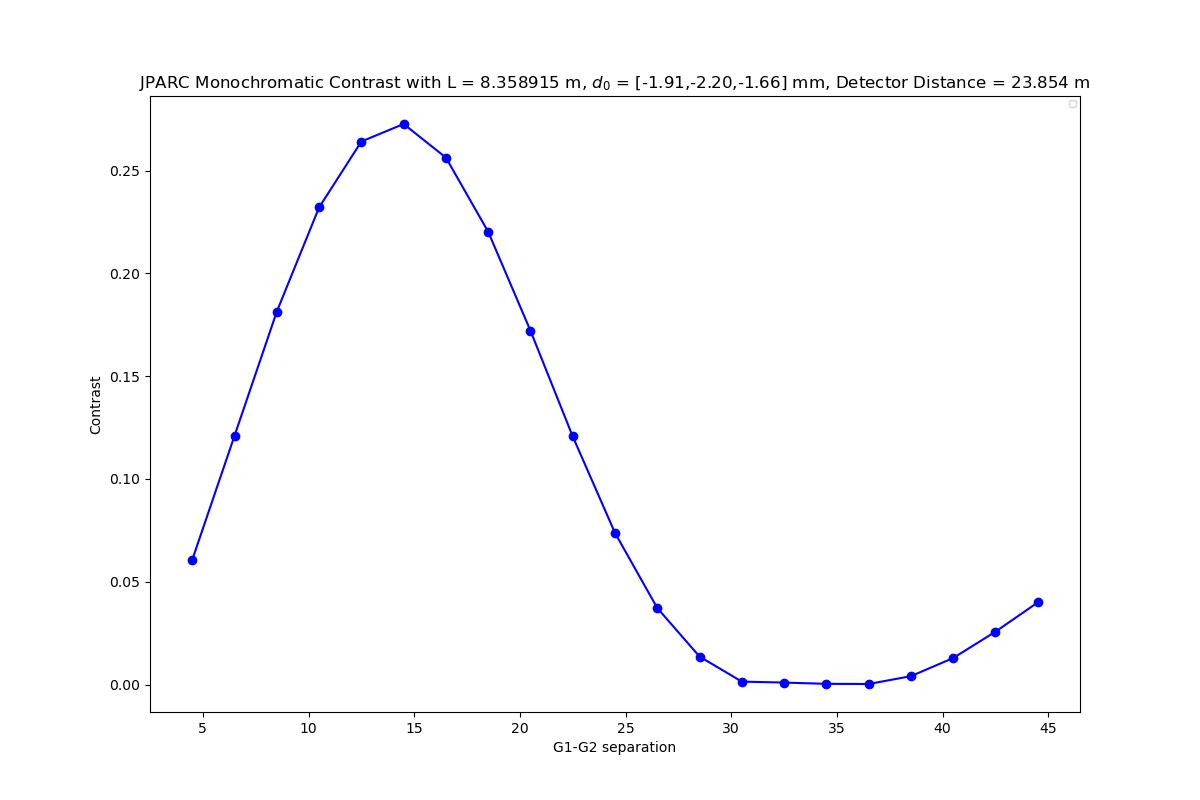 JPARC Monochromatic Contrast with L = 8.358915 m, d₀ = [-1.91,-2.20,-1.66] mm, Detector Distance = 23.854 m
0.25
0.20
0.15
0.10
0.05
0.00
Contrast
5 10 15 20 25 30 35 40 45
G1-G2 separation